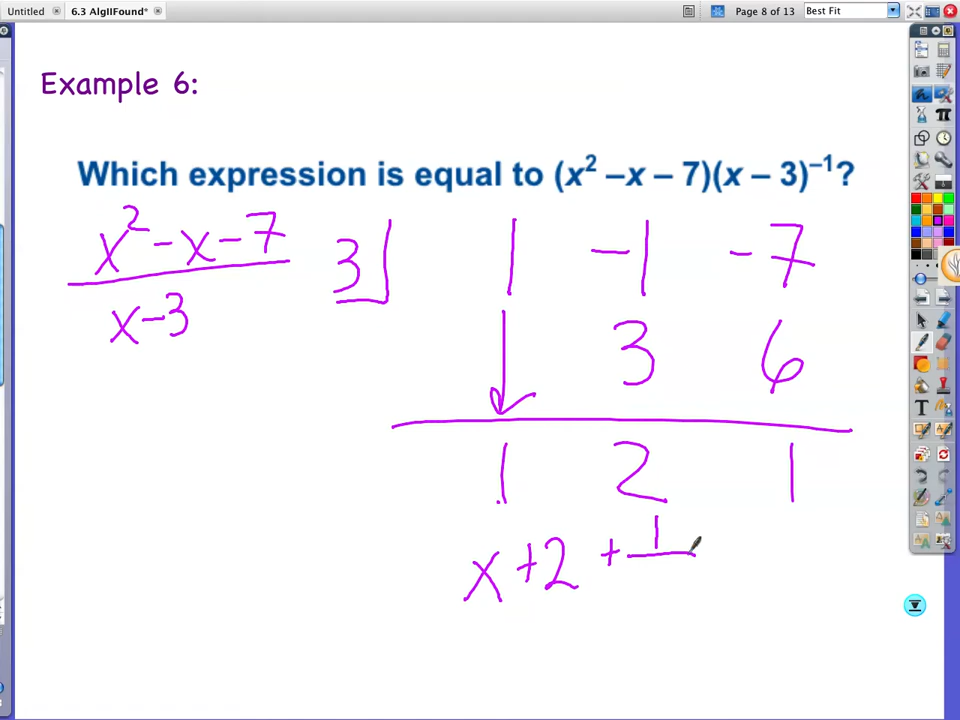 Untitled 6.3 AlgIIFound* Page 8 of 13 Best Fit
Example 6:
Which expression is equal to (x² –x – 7)(x – 3)⁻¹?
x² - x - 7
x - 3
3 1 -1 -7
3 6
1 2 1
x + 2 + 1